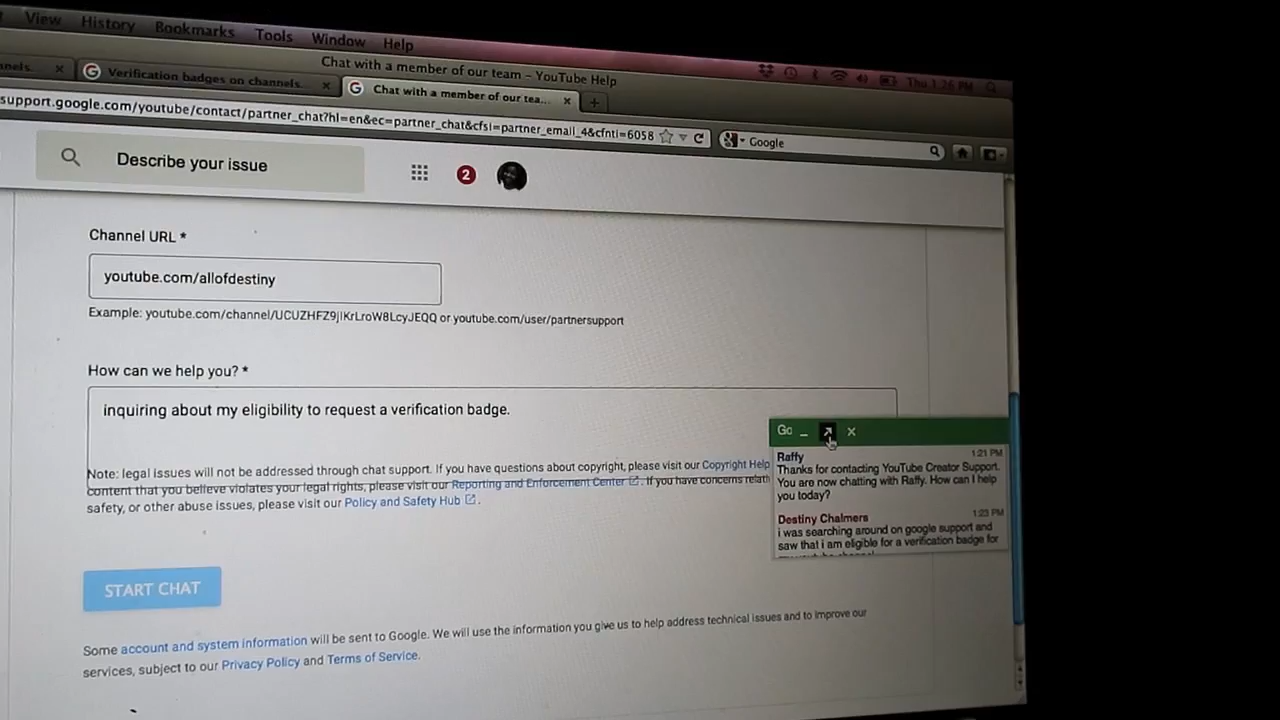 View History Bookmarks Tools Window Help
Chat with a member of our team – YouTube Help
Thu 1:26 PM
Verification badges on channels...
Chat with a member of our tea...
support.google.com/youtube/contact/partner_chat?hl=en&ec=partner_chat&cfsi=partner_email_4&cfnti=6058
Google
Describe your issue
2
Channel URL *
youtube.com/allofdestiny
Example: youtube.com/channel/UCUZHFZ9jIKrLroW8LcyJEQQ or youtube.com/user/partnersupport
How can we help you? *
inquiring about my eligibility to request a verification badge.
Note: legal issues will not be addressed through chat support. If you have questions about copyright, please visit our Copyright Help
content that you believe violates your legal rights, please visit our Reporting and Enforcement Center. If you have concerns
safety, or other abuse issues, please visit our Policy and Safety Hub.
Raffy 1:21 PM
Thanks for contacting YouTube Creator Support.
You are now chatting with Raffy. How can I help
you today?
Destiny Chalmers 1:23 PM
i was searching around on google support and
saw that i am eligible for a verification badge for
START CHAT
Some account and system information will be sent to Google. We will use the information you give us to help address technical issues and to improve our
services, subject to our Privacy Policy and Terms of Service.